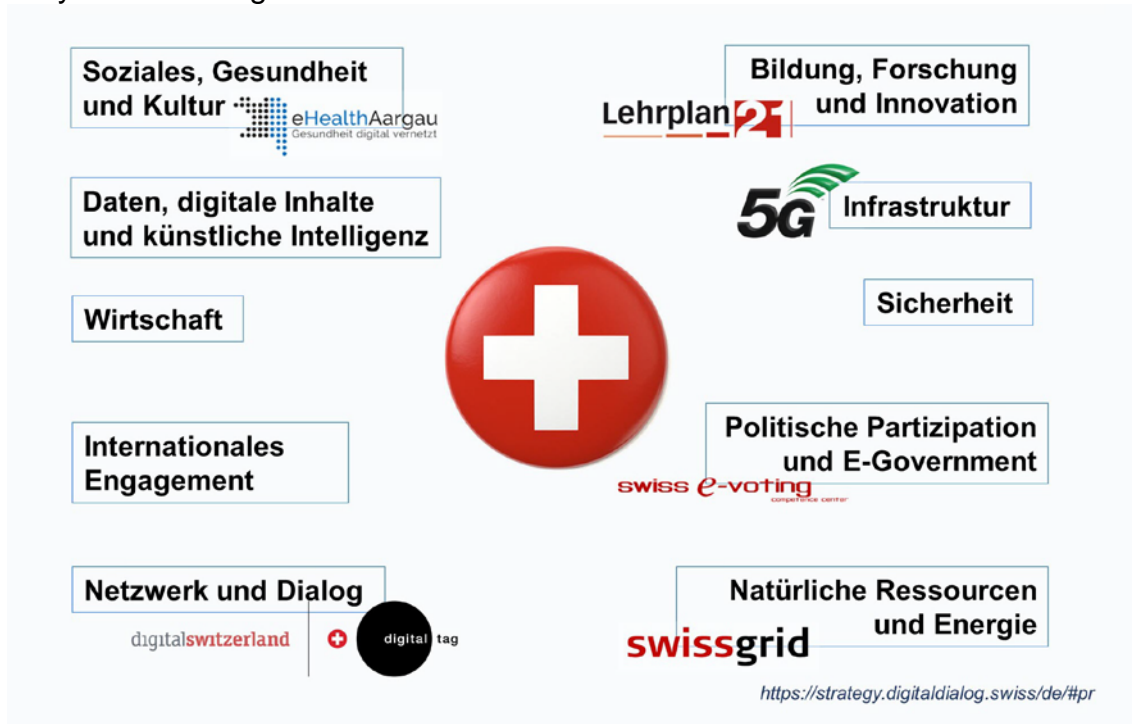 Soziales, Gesundheit
und Kultur
eHealthAargau
Gesundheit digital vernetzt
Bildung, Forschung
und Innovation
Lehrplan 21
Daten, digitale Inhalte
und künstliche Intelligenz
5G
Infrastruktur
Wirtschaft
Sicherheit
Internationales
Engagement
Politische Partizipation
und E-Government
swiss e-voting
competence center
Netzwerk und Dialog
digitalswitzerland
digital tag
Natürliche Ressourcen
und Energie
swissgrid
https://strategy.digitaldialog.swiss/de/#pr